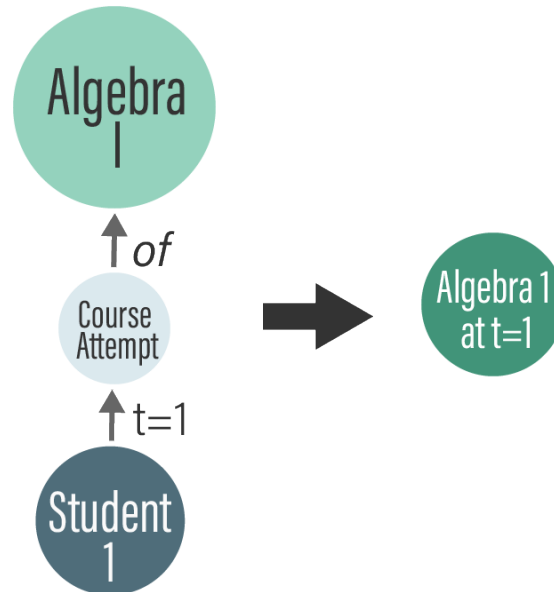 Algebra
I
of
Course
Attempt
t=1
Student
1
Algebra 1
at t=1